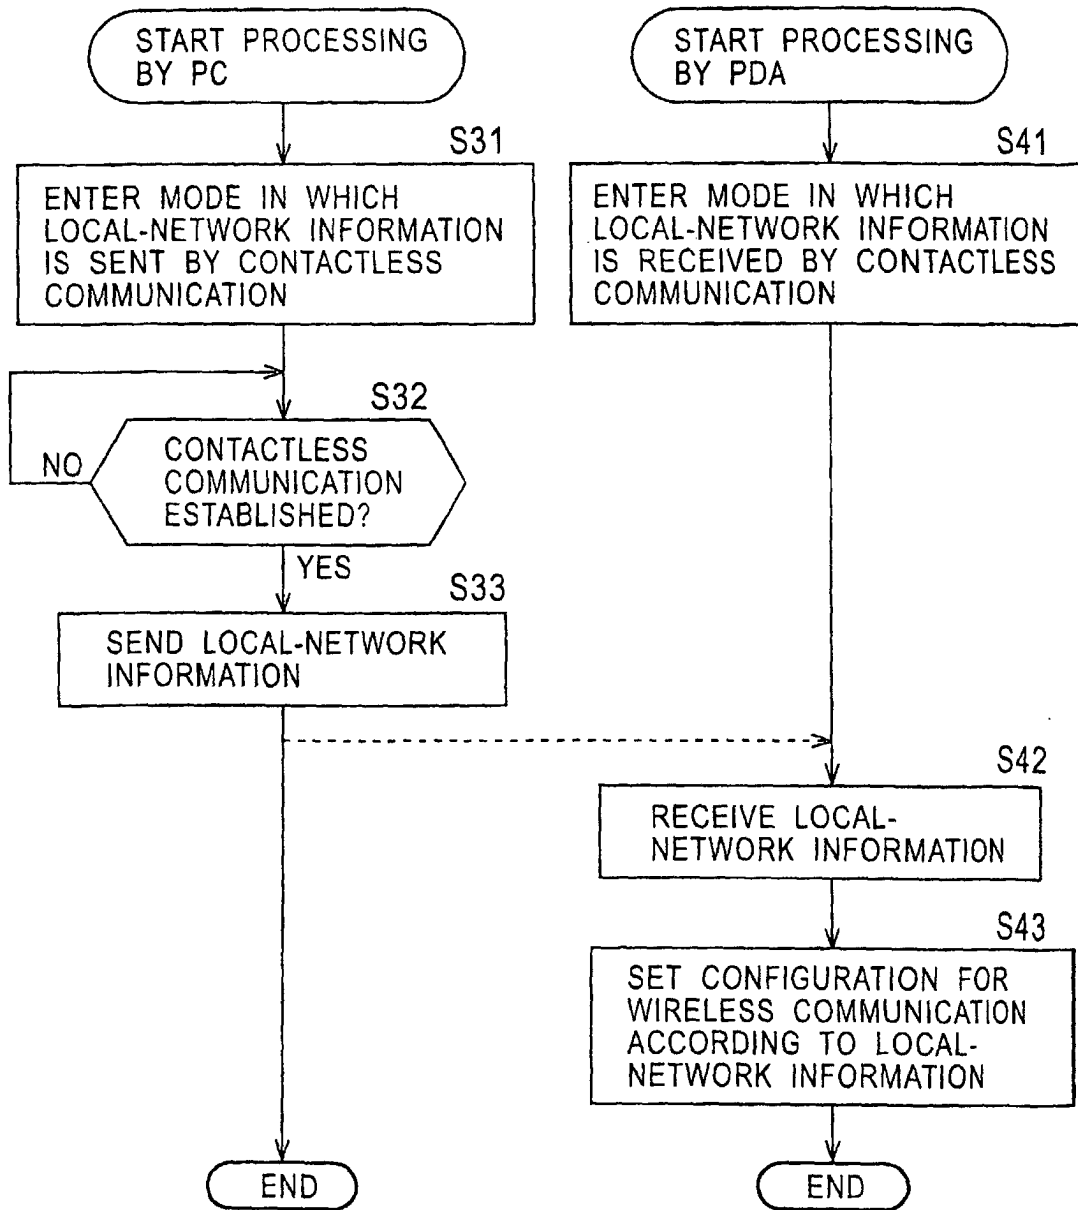 START PROCESSING
BY PC
S31
ENTER MODE IN WHICH
LOCAL-NETWORK INFORMATION
IS SENT BY CONTACTLESS
COMMUNICATION
S32
CONTACTLESS
COMMUNICATION
ESTABLISHED?
NO
YES
S33
SEND LOCAL-NETWORK
INFORMATION
END
START PROCESSING
BY PDA
S41
ENTER MODE IN WHICH
LOCAL-NETWORK INFORMATION
IS RECEIVED BY CONTACTLESS
COMMUNICATION
S42
RECEIVE LOCAL-
NETWORK INFORMATION
S43
SET CONFIGURATION FOR
WIRELESS COMMUNICATION
ACCORDING TO LOCAL-
NETWORK INFORMATION
END